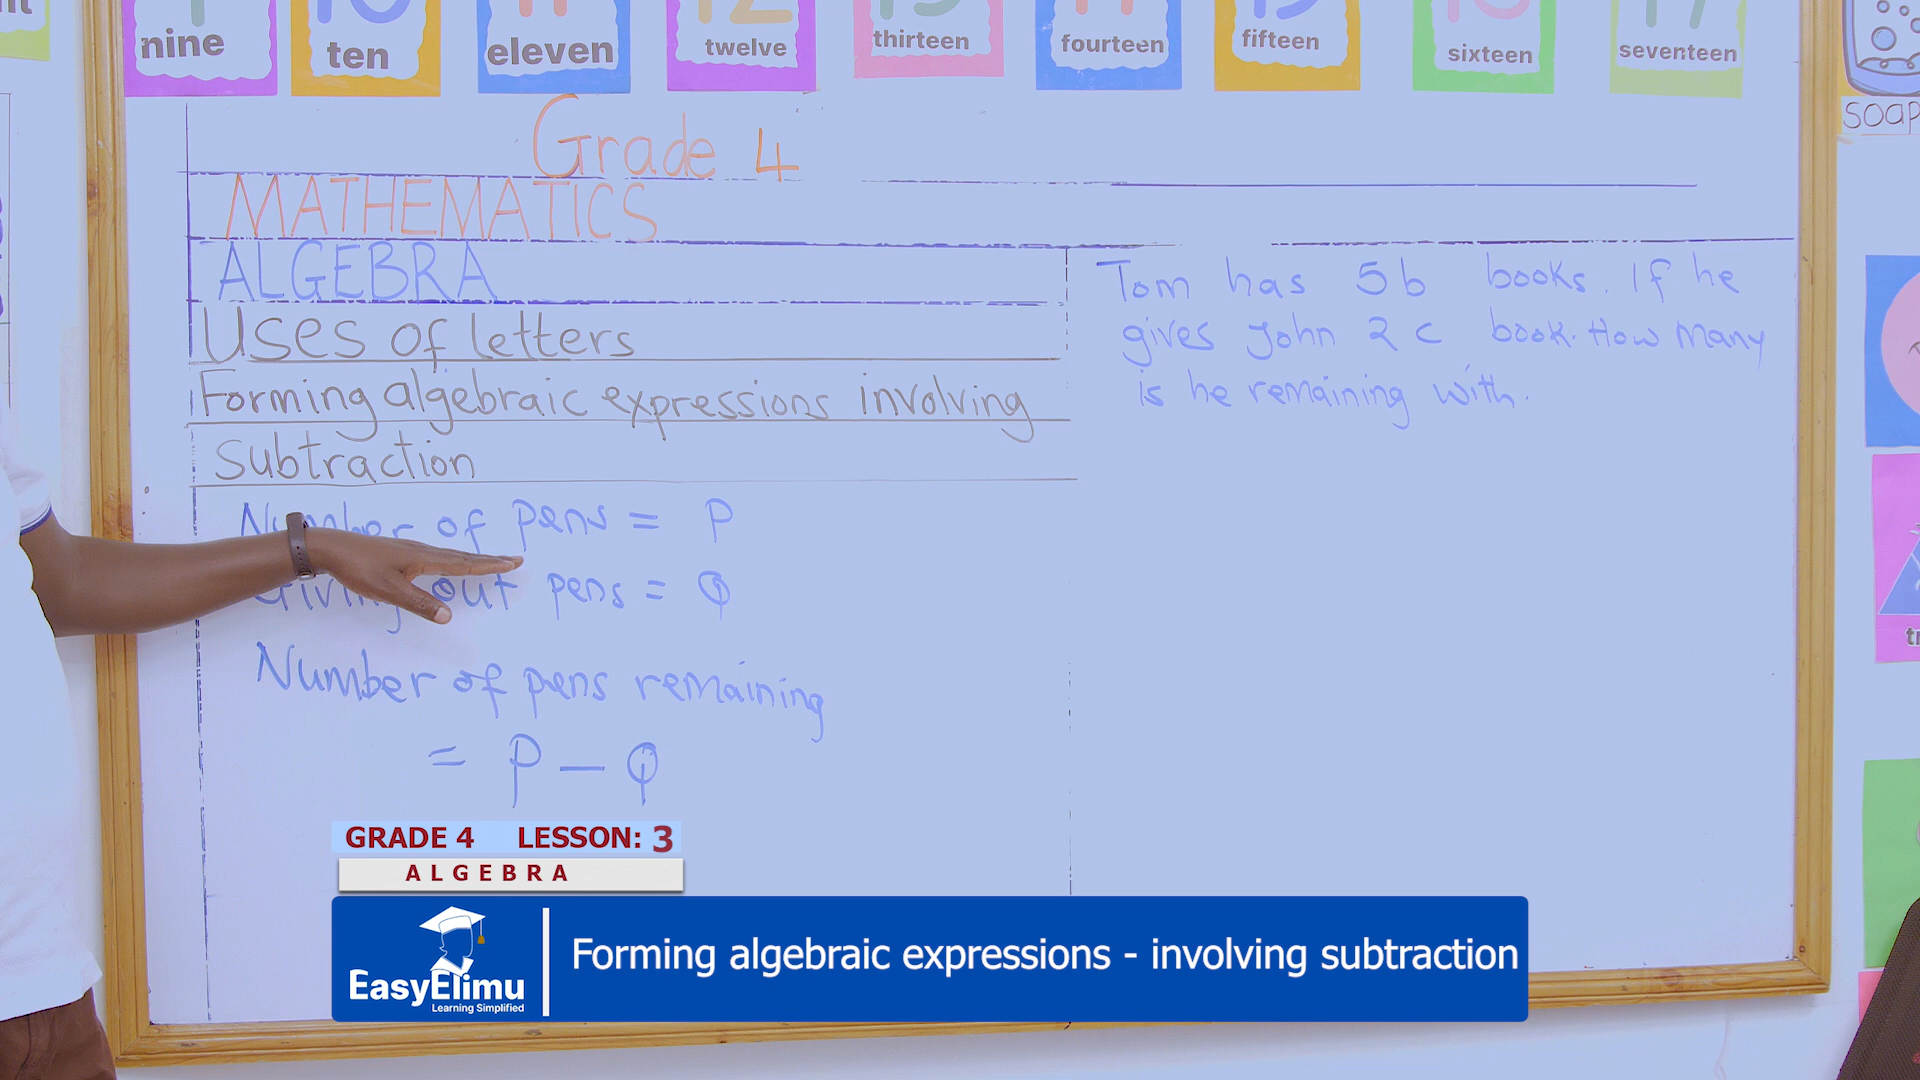 nine
ten
eleven
twelve
thirteen
fourteen
fifteen
sixteen
seventeen
soap
Grade 4
MATHEMATICS
ALGEBRA
Uses of letters
Forming algebraic expressions involving
subtraction
Number of pens = P
Giving out pens = Q
Number of pens remaining
= P - Q
Tom has 5b books. If he
gives John 2c book. How many
is he remaining with.
GRADE 4 LESSON: 3
ALGEBRA
EasyElimu
Learning Simplified
Forming algebraic expressions - involving subtraction